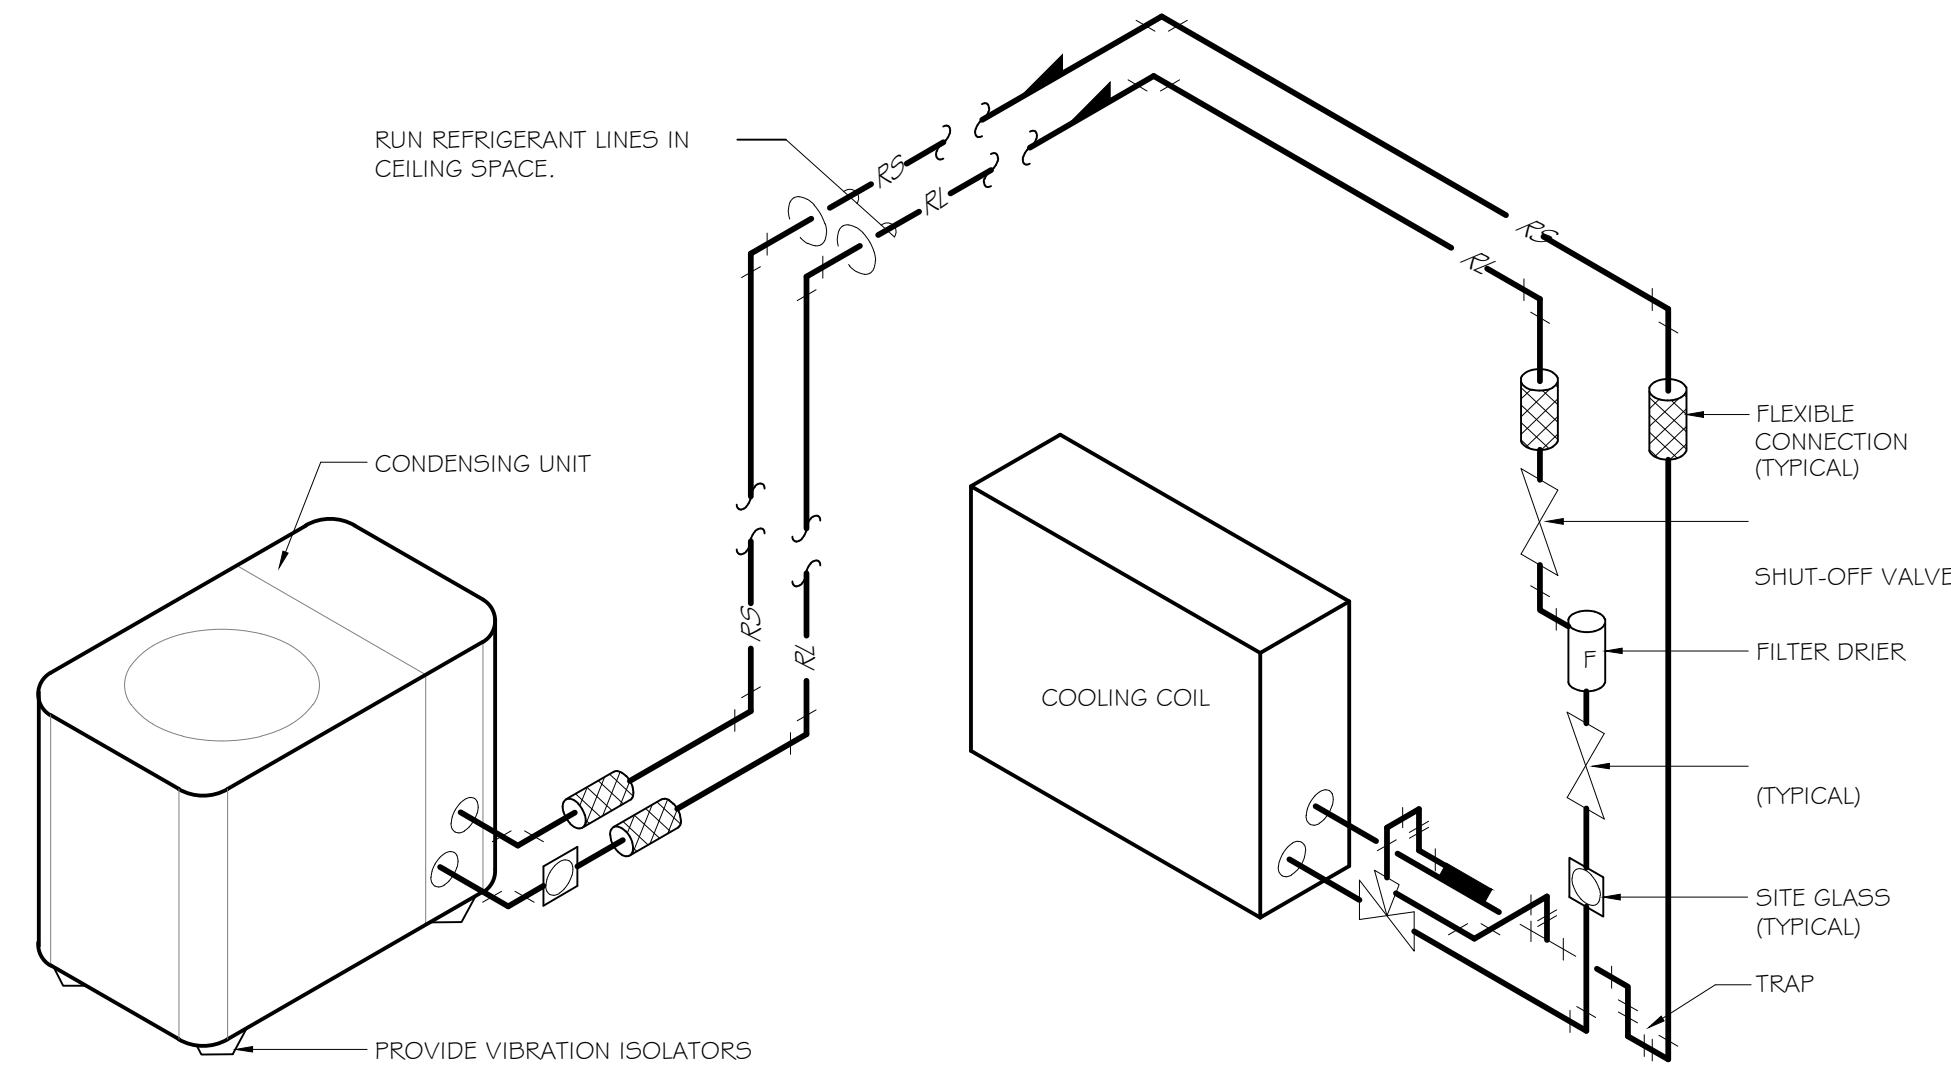 RUN REFRIGERANT LINES IN
CEILING SPACE.
RS
RL
RS
RL
FLEXIBLE
CONNECTION
(TYPICAL)
CONDENSING UNIT
SHUT-OFF VALVE
RS
RL
F
FILTER DRIER
COOLING COIL
(TYPICAL)
SITE GLASS
(TYPICAL)
TRAP
PROVIDE VIBRATION ISOLATORS